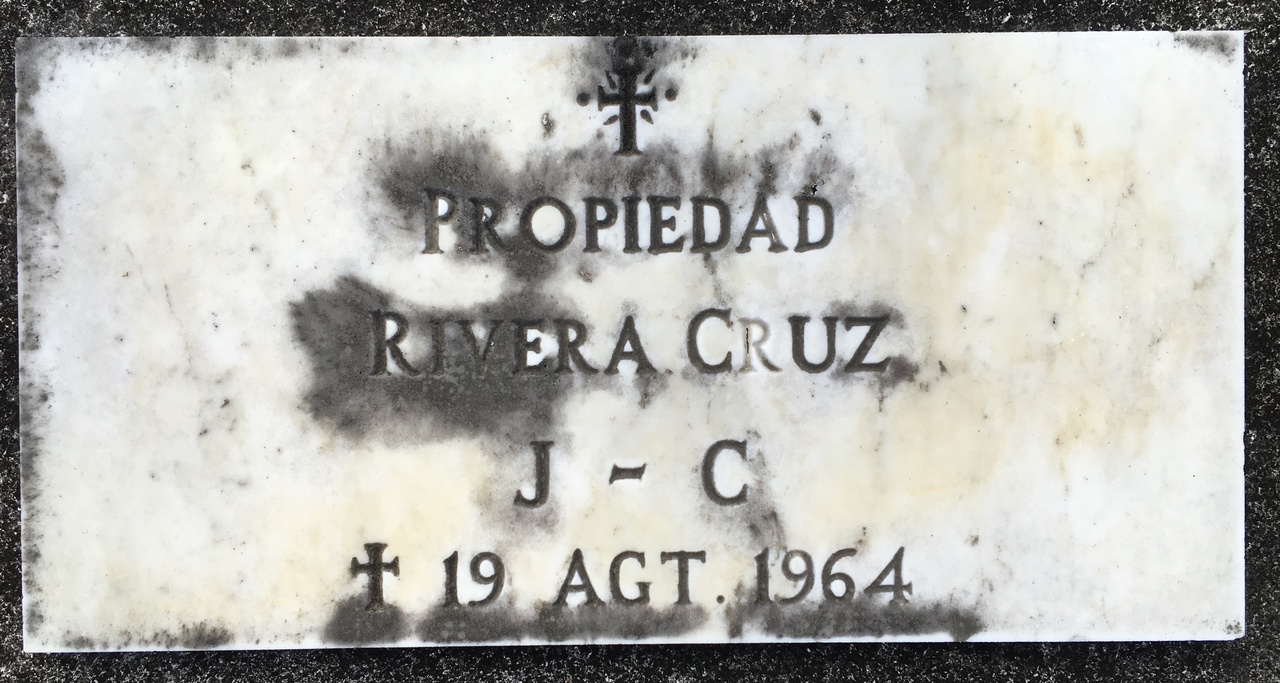 PROPIEDAD
RIVERA CRUZ
J - C
† 19 AGT. 1964